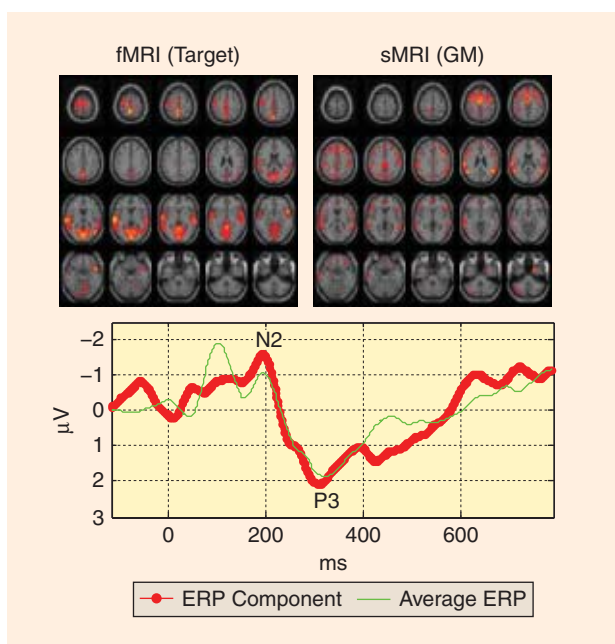 fMRI (Target)
sMRI (GM)
−2
−1
0
1
2
3
μV
N2
P3
0
200
400
600
ms
ERP Component
Average ERP